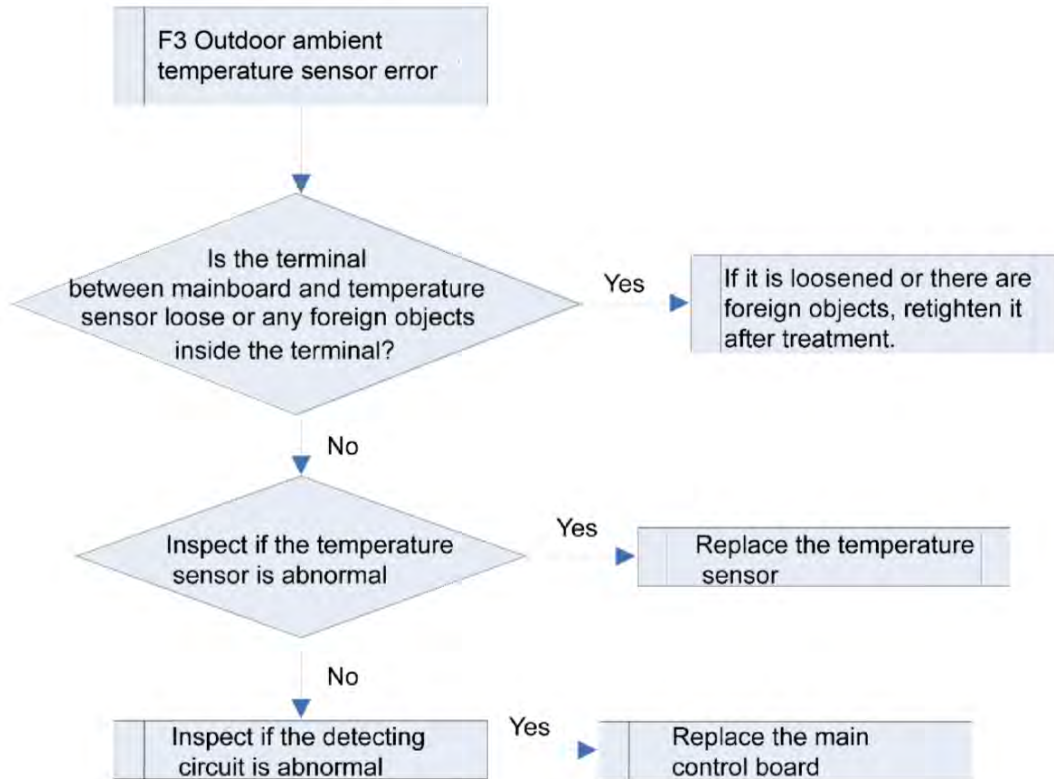 F3 Outdoor ambient
temperature sensor error
Is the terminal
between mainboard and temperature
sensor loose or any foreign objects
inside the terminal?
Yes
If it is loosened or there are
foreign objects, retighten it
after treatment.
No
Inspect if the temperature
sensor is abnormal
Yes
Replace the temperature
sensor
No
Inspect if the detecting
circuit is abnormal
Yes
Replace the main
control board